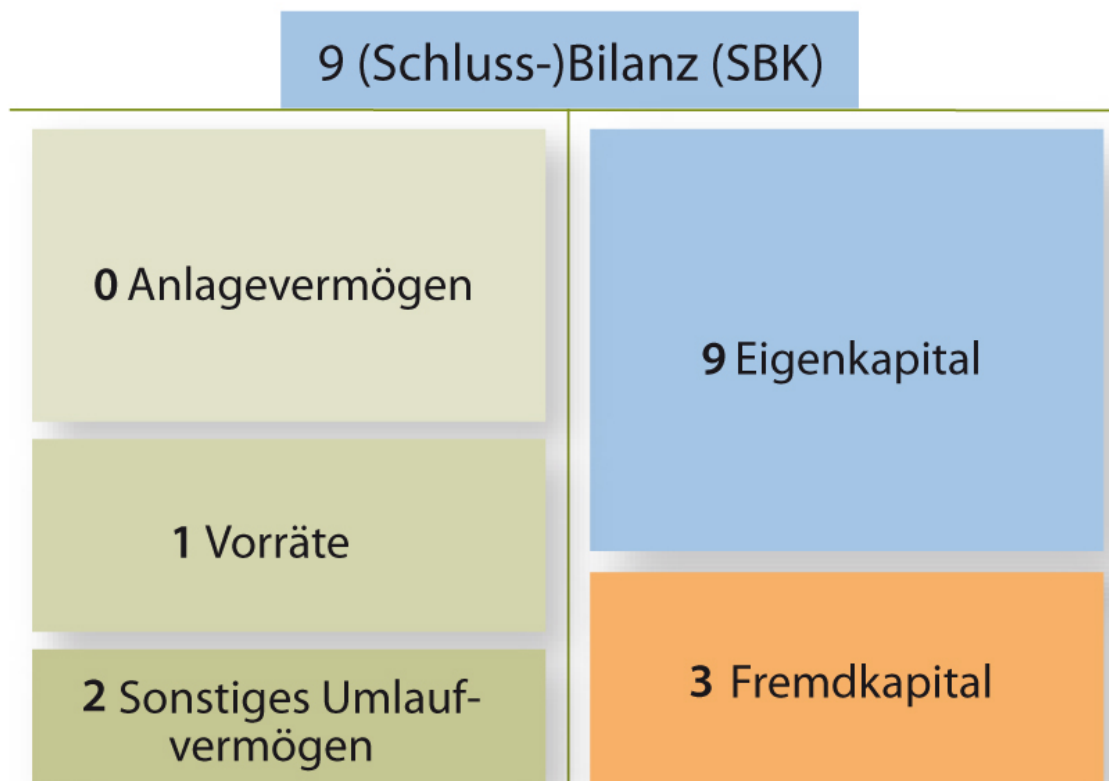 9 (Schluss-)Bilanz (SBK)
0 Anlagevermögen
1 Vorräte
2 Sonstiges Umlauf-
vermögen
9 Eigenkapital
3 Fremdkapital